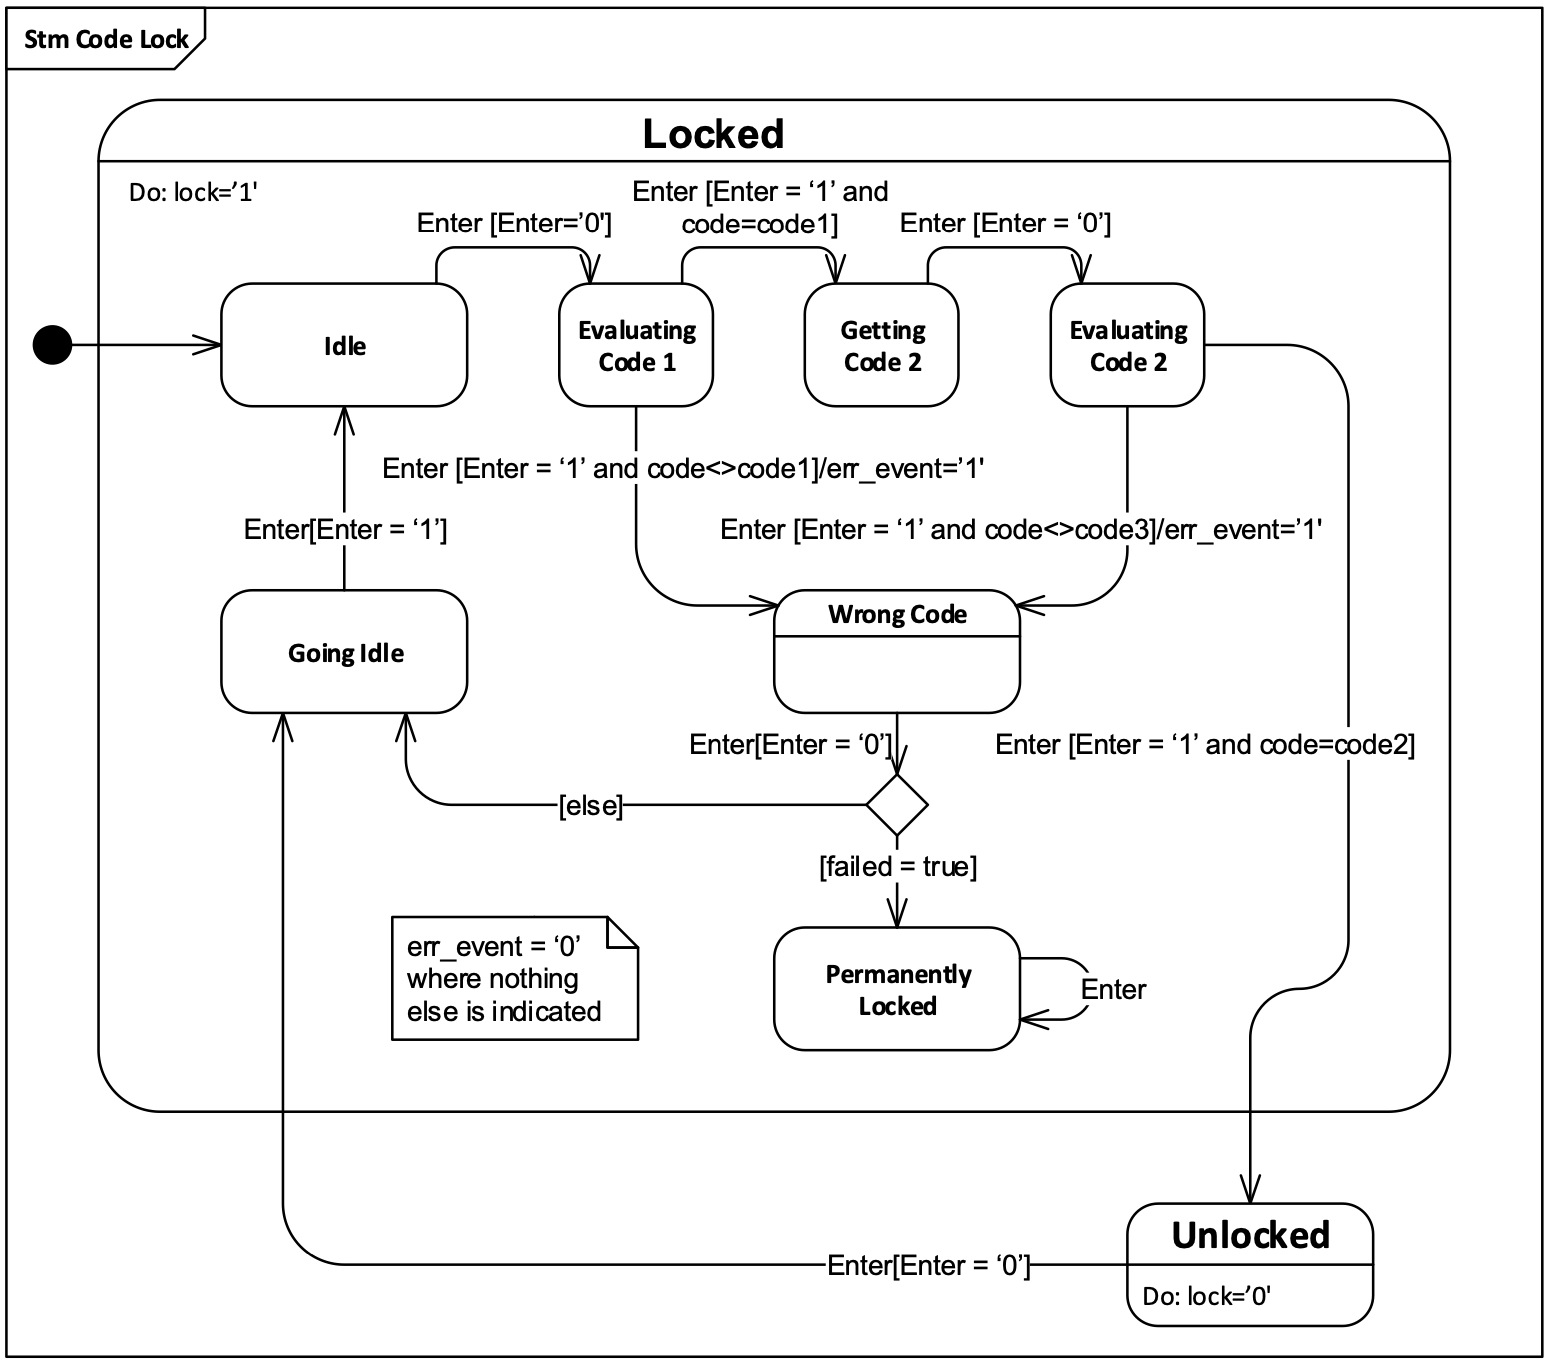 Stm Code Lock
Locked
Do: lock=’1'
Enter [Enter=’0']
Enter [Enter = ‘1’ and
code=code1]
Enter [Enter = ‘0’]
Idle
Evaluating
Code 1
Getting
Code 2
Evaluating
Code 2
Enter [Enter = ‘1’ and code<>code1]/err_event=’1'
Enter[Enter = ‘1’]
Enter [Enter = ‘1’ and code<>code3]/err_event=’1'
Wrong Code
Going Idle
Enter[Enter = ‘0’]
Enter [Enter = ‘1’ and code=code2]
[else]
[failed = true]
err_event = ‘0’
where nothing
else is indicated
Permanently
Locked
Enter
Unlocked
Enter[Enter = ‘0’]
Do: lock=’0'